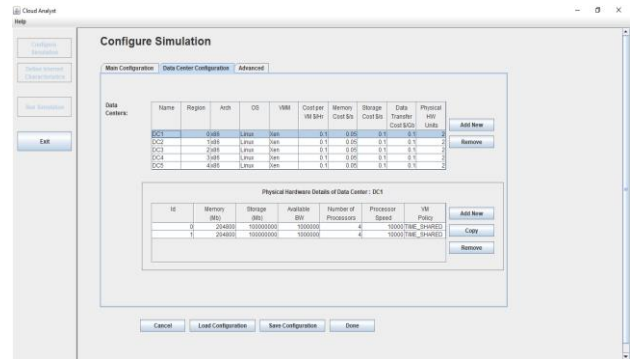 Cloud Analyst
Help
Configure Simulation
Configure
Simulation
Define Internet
Characteristics
Run Simulation
Exit
Main Configuration Data Center Configuration Advanced
Data
Centers:
Name Region Arch OS VMM Cost per VM $/Hr Memory Cost $/s Storage Cost $/s Data Transfer Cost $/Gb Physical HW Units
DC1 0 x86 Linux Xen 0.1 0.05 0.1 0.1 2
DC2 1 x86 Linux Xen 0.1 0.05 0.1 0.1 2
DC3 2 x86 Linux Xen 0.1 0.05 0.1 0.1 2
DC4 3 x86 Linux Xen 0.1 0.05 0.1 0.1 2
DC5 4 x86 Linux Xen 0.1 0.05 0.1 0.1 2
Add New
Remove
Physical Hardware Details of Data Center : DC1
Id Memory (Mb) Storage (Mb) Available BW Number of Processors Processor Speed VM Policy
0 204800 100000000 1000000 4 10000 TIME_SHARED
1 204800 100000000 1000000 4 10000 TIME_SHARED
Add New
Copy
Remove
Cancel Load Configuration Save Configuration Done